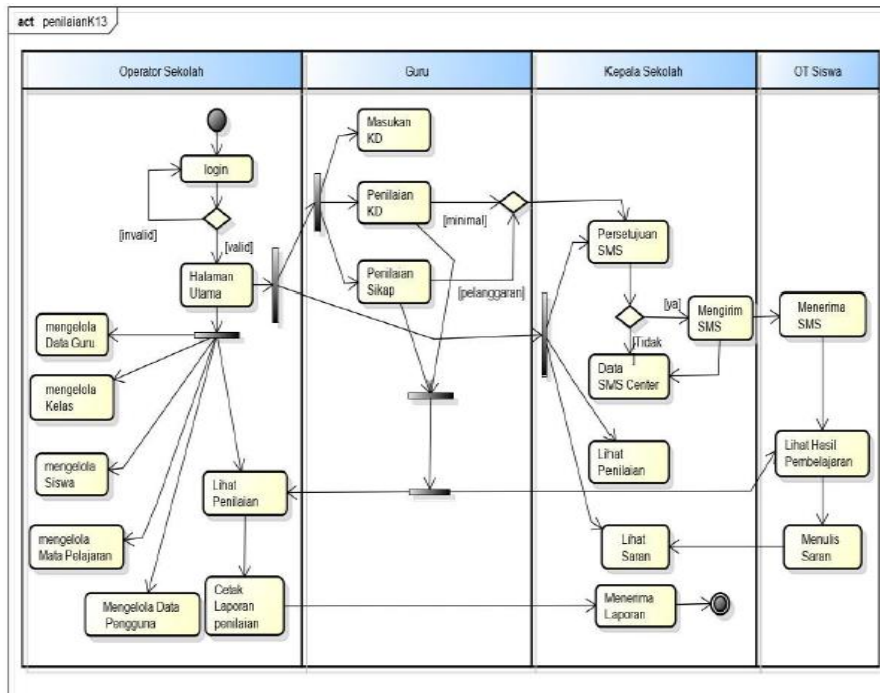 act penilaianK13
Operator Sekolah
Guru
Kepala Sekolah
OT Siswa
login
[invalid]
[valid]
Halaman
Utama
mengelola
Data Guru
mengelola
Kelas
mengelola
Siswa
mengelola
Mata Pelajaran
Mengelola Data
Pengguna
Lihat
Penilaian
Cetak
Laporan
penilaian
Masukan
KD
Penilaian
KD
[minimal]
Penilaian
Sikap
[pelanggaran]
Persetujuan
SMS
[ya]
[Tidak
]
Mengirim
SMS
Data
SMS Center
Lihat
Penilaian
Lihat
Saran
Menerima
Laporan
Menerima
SMS
Lihat Hasil
Pembelajaran
Menulis
Saran